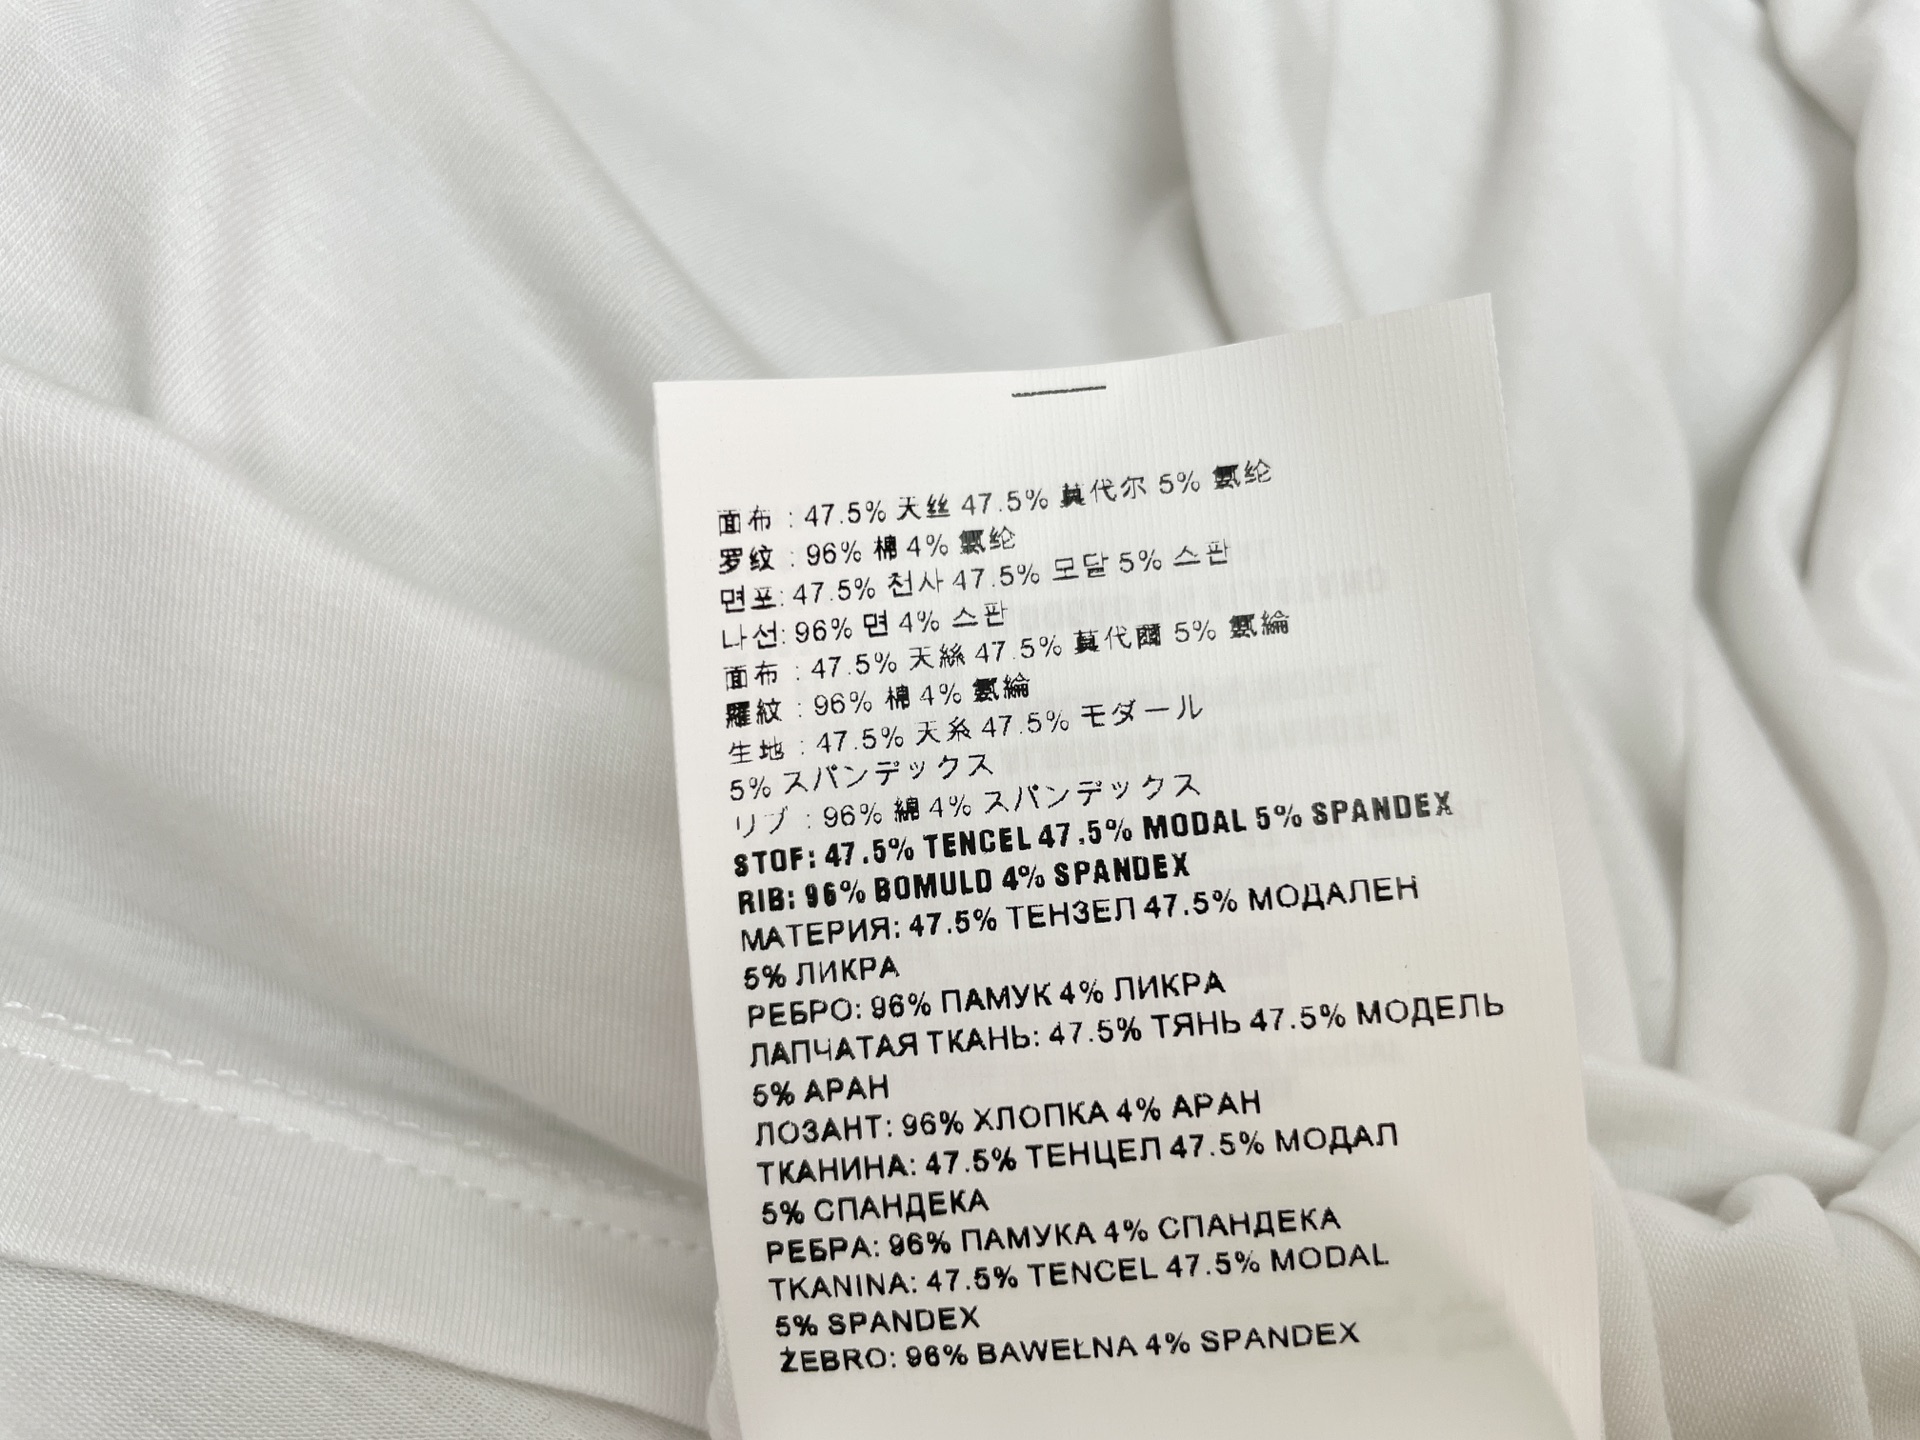 面布 : 47.5% 天丝 47.5% 莫代尔 5% 氨纶
罗纹 : 96% 棉 4% 氨纶
면포: 47.5% 천사 47.5% 모달 5% 스판
나선: 96% 면 4% 스판
面布 : 47.5% 天絲 47.5% 莫代爾 5% 氨綸
羅紋 : 96% 棉 4% 氨綸
生地 : 47.5% 天糸 47.5% モダール
5% スパンデックス
リブ : 96% 綿 4% スパンデックス
STOF: 47.5% TENCEL 47.5% MODAL 5% SPANDEX
RIB: 96% BOMULD 4% SPANDEX
МАТЕРИЯ: 47.5% ТЕНЗЕЛ 47.5% МОДАЛЕН
5% ЛИКРА
РЕБРО: 96% ПАМУК 4% ЛИКРА
ЛАПЧАТАЯ ТКАНЬ: 47.5% ТЯНЬ 47.5% МОДЕЛЬ
5% АРАН
ЛОЗАНТ: 96% ХЛОПКА 4% АРАН
ТКАНИНА: 47.5% ТЕНЦЕЛ 47.5% МОДАЛ
5% СПАНДЕКА
РЕБРА: 96% ПАМУКА 4% СПАНДЕКА
TKANINA: 47.5% TENCEL 47.5% MODAL
5% SPANDEX
ŻEBRO: 96% BAWEŁNA 4% SPANDEX